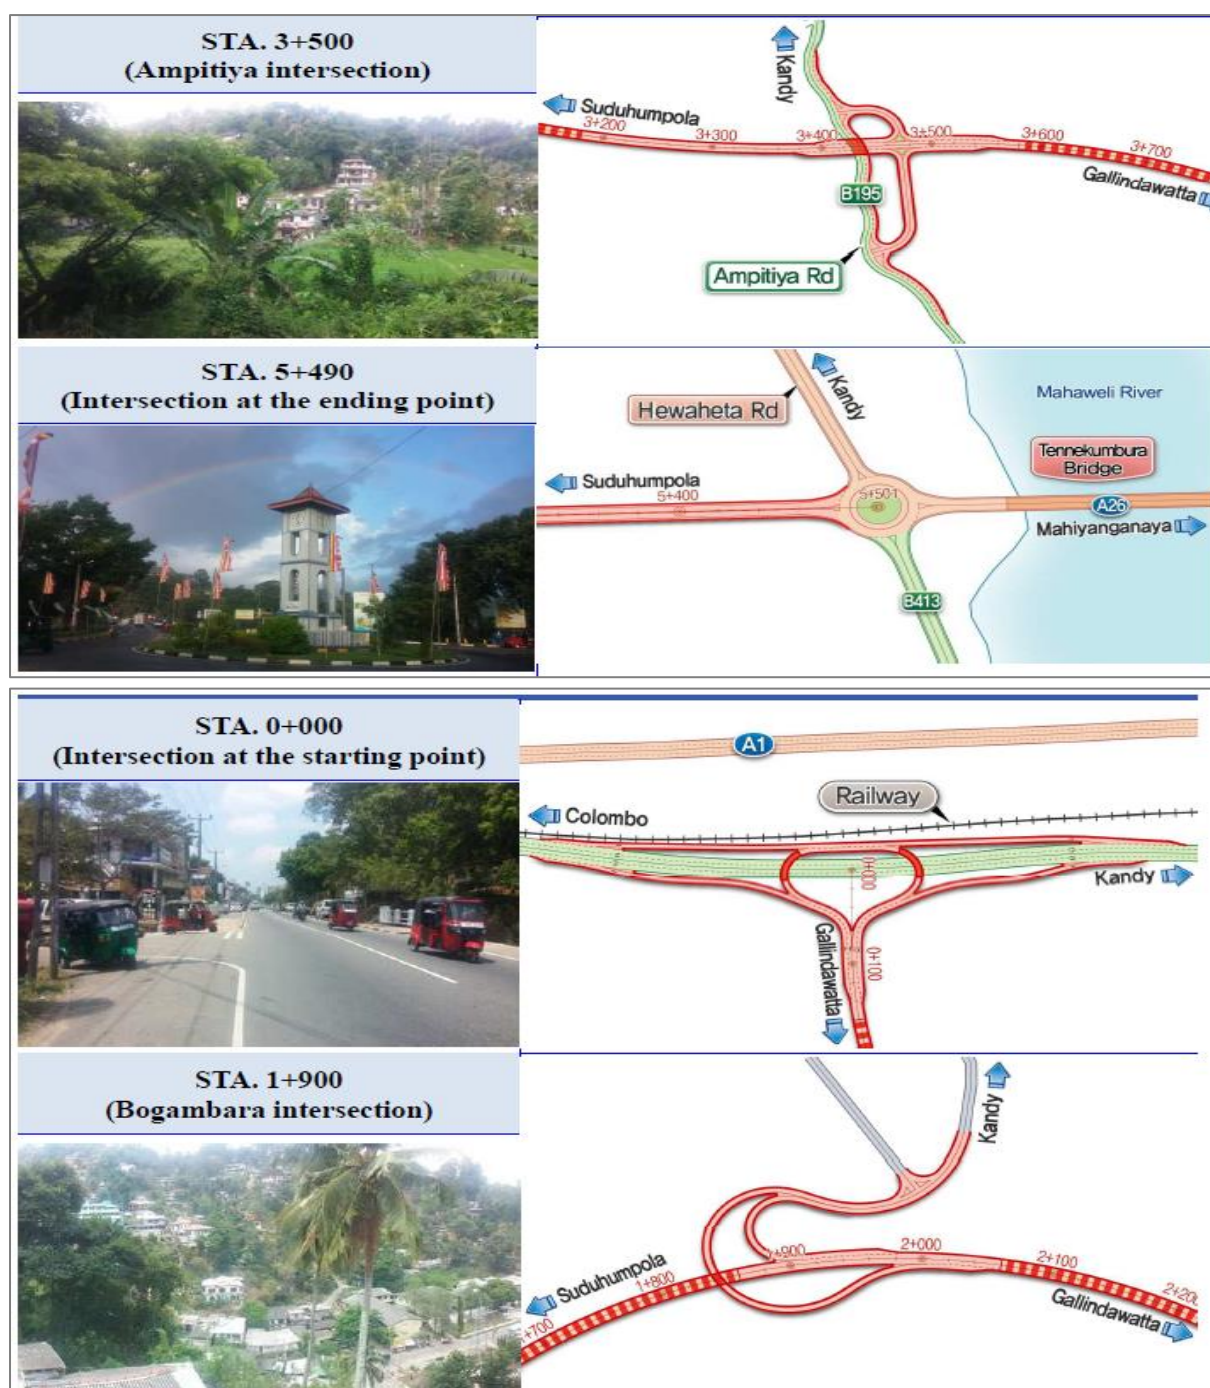 STA. 3+500
(Ampitiya intersection)
Kandy
Suduhumpola
3+200
3+300
3+400
3+500
3+600
3+700
Gallindawatta
B195
Ampitiya Rd
STA. 5+490
(Intersection at the ending point)
Kandy
Hewaheta Rd
Mahaweli River
Tennekumbura
Bridge
Suduhumpola
5+400
5+501
A26
Mahiyanganaya
B413
STA. 0+000
(Intersection at the starting point)
A1
Railway
Colombo
Kandy
0+000
Gallindawatta
0+100
STA. 1+900
(Bogambara intersection)
Kandy
1+900
2+000
2+100
2+200
Suduhumpola
1+800
1+700
Gallindawatta